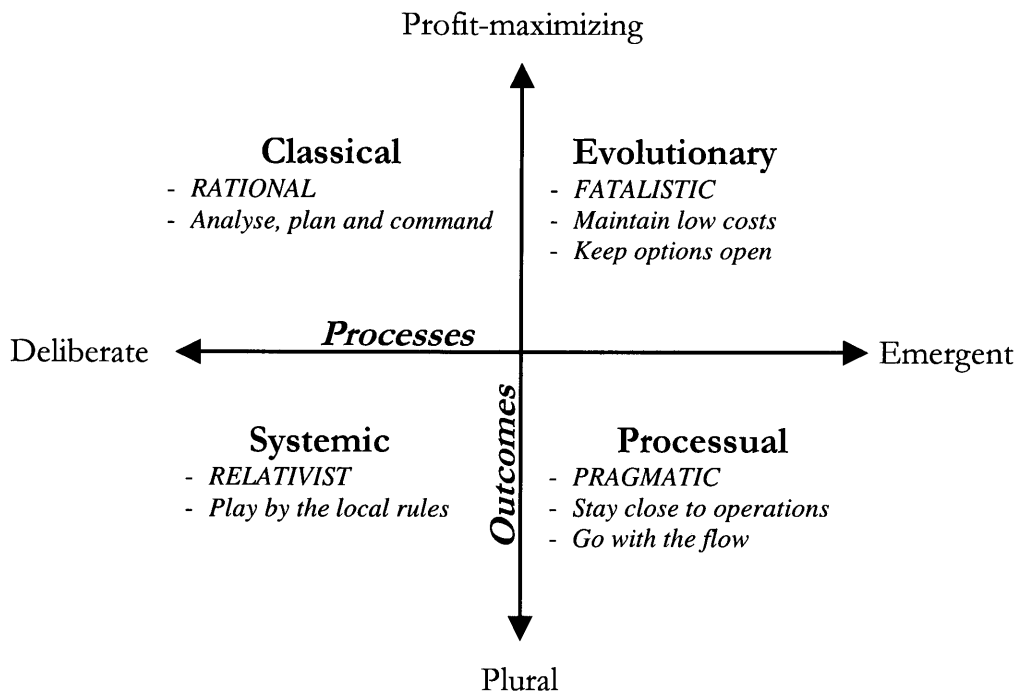 Profit-maximizing
Classical
- RATIONAL
- Analyse, plan and command
Evolutionary
- FATALISTIC
- Maintain low costs
- Keep options open
Processes
Deliberate
Emergent
Outcomes
Systemic
- RELATIVIST
- Play by the local rules
Processual
- PRAGMATIC
- Stay close to operations
- Go with the flow
Plural